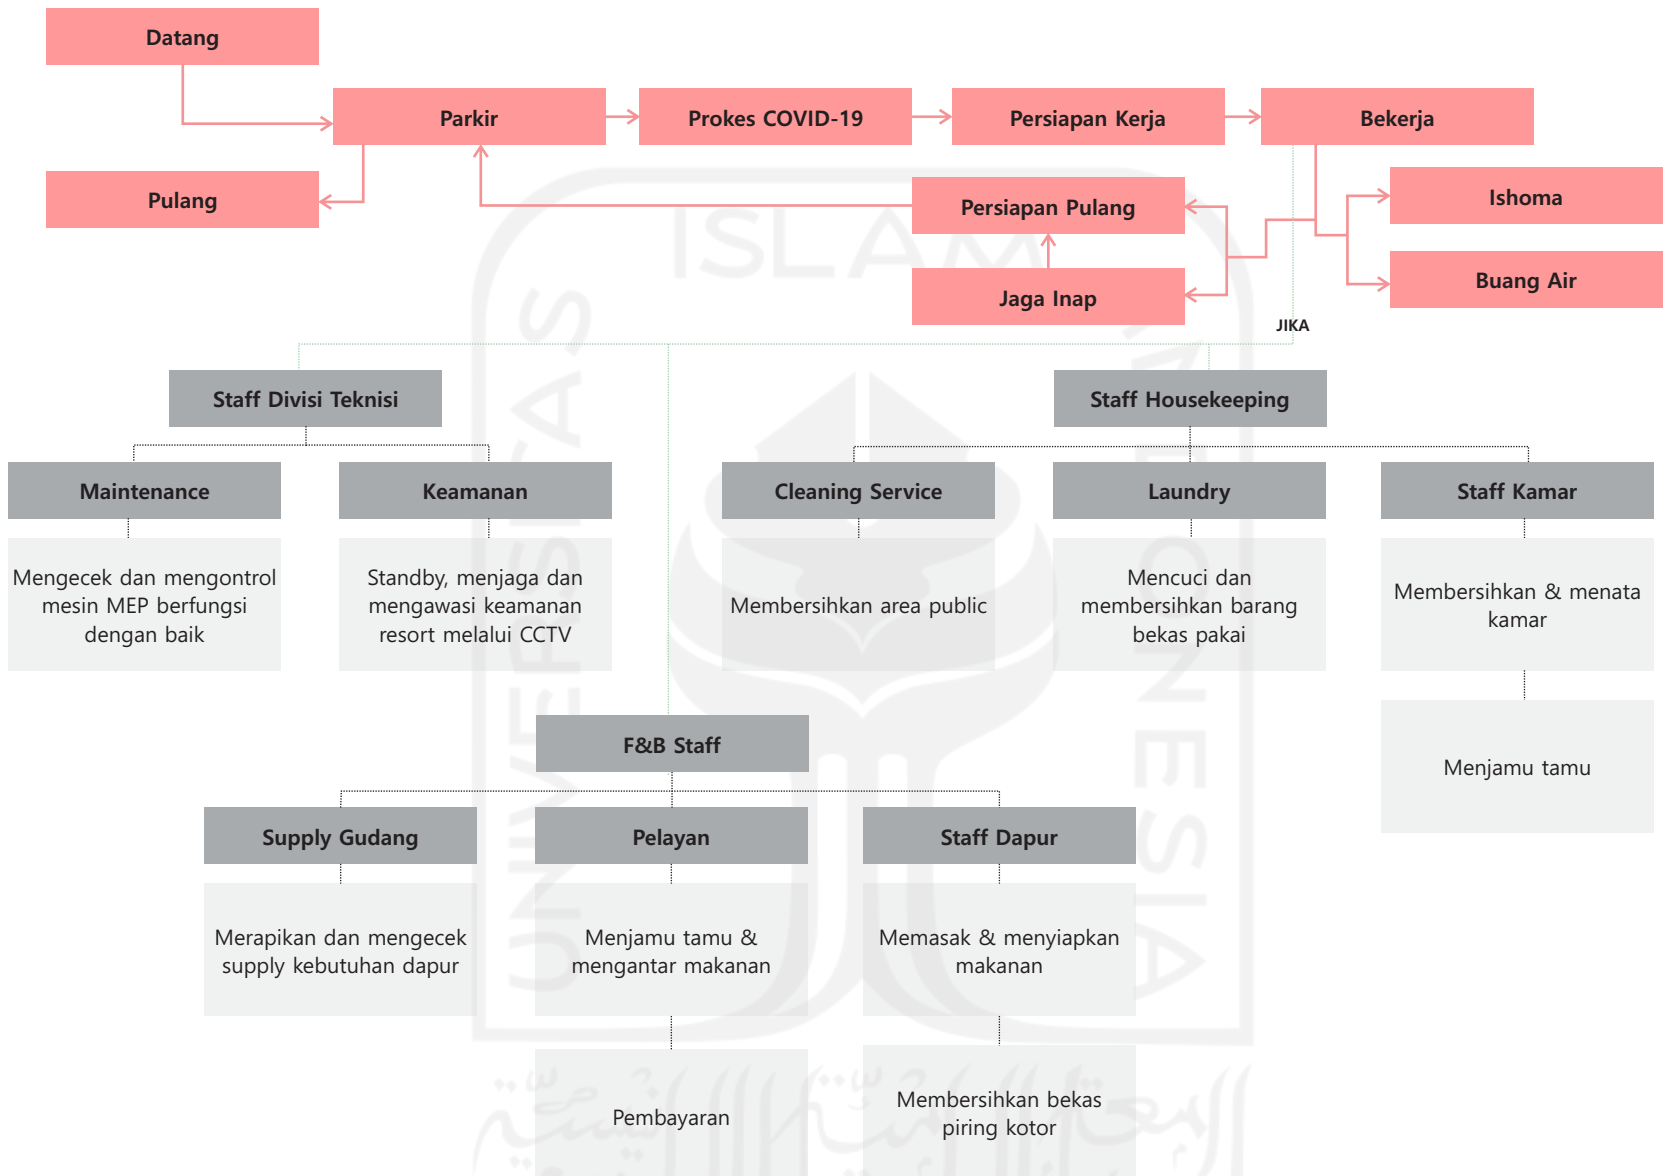 Datang
Parkir
Prokes COVID-19
Persiapan Kerja
Bekerja
Pulang
Persiapan Pulang
Ishoma
Jaga Inap
Buang Air
JIKA
Staff Divisi Teknisi
Staff Housekeeping
Maintenance
Keamanan
Cleaning Service
Laundry
Staff Kamar
Mengecek dan mengontrol
mesin MEP berfungsi
dengan baik
Standby, menjaga dan
mengawasi keamanan
resort melalui CCTV
Membersihkan area public
Mencuci dan
membersihkan barang
bekas pakai
Membersihkan & menata
kamar
Menjamu tamu
F&B Staff
Supply Gudang
Pelayan
Staff Dapur
Merapikan dan mengecek
supply kebutuhan dapur
Menjamu tamu &
mengantar makanan
Memasak & menyiapkan
makanan
Pembayaran
Membersihkan bekas
piring kotor
UNIVERSITAS
ISLAM
INDONESIA